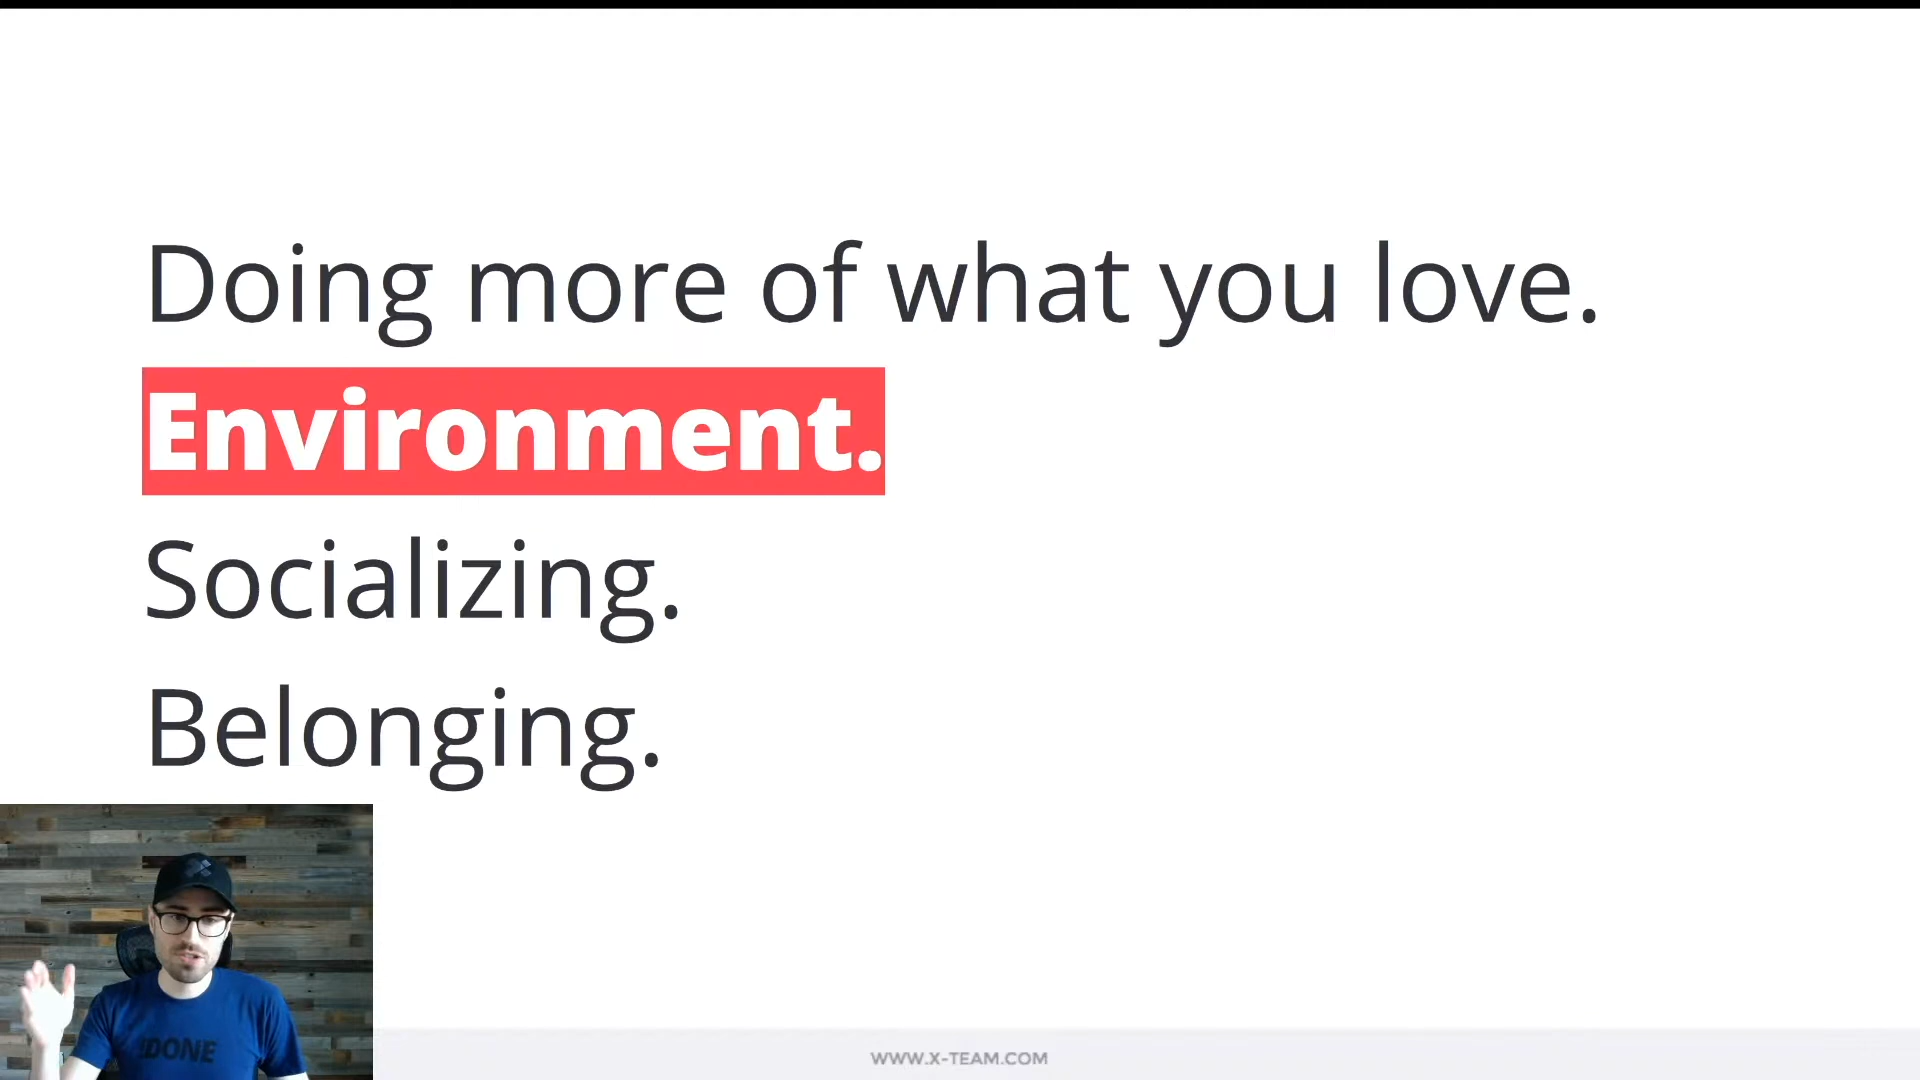 Doing more of what you love.
Environment.
Socializing.
Belonging.
DONE
WWW.X-TEAM.COM